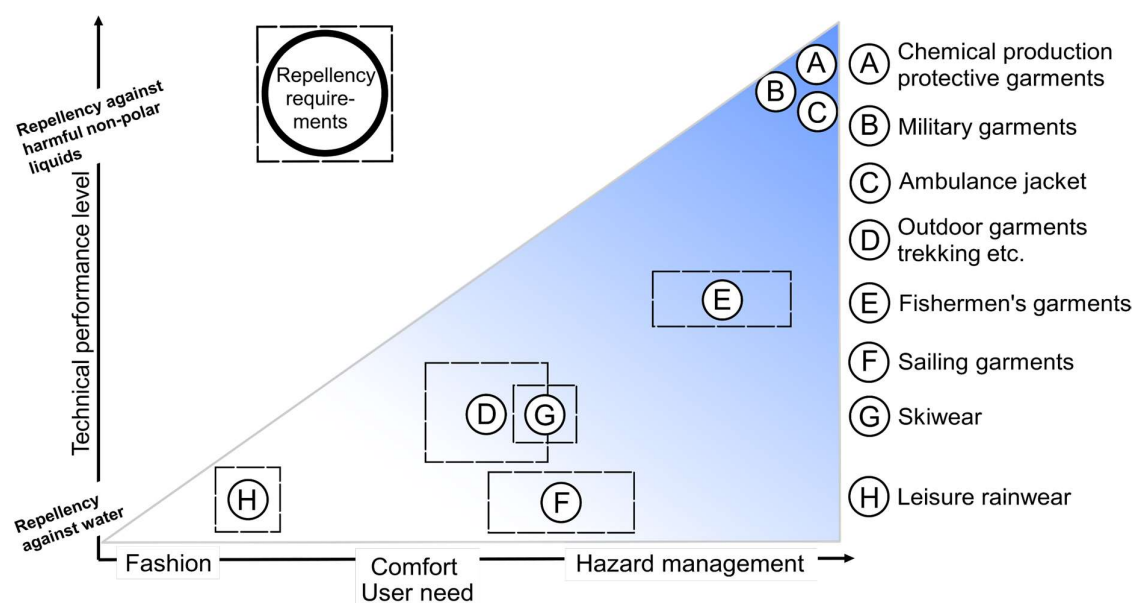 Repellency against
harmful non-polar
liquids
Technical performance level
Repellency
against water
Repellency
require-
ments
A
B
C
E
D
G
H
F
Fashion
Comfort
User need
Hazard management
A Chemical production
protective garments
B Military garments
C Ambulance jacket
D Outdoor garments
trekking etc.
E Fishermen's garments
F Sailing garments
G Skiwear
H Leisure rainwear